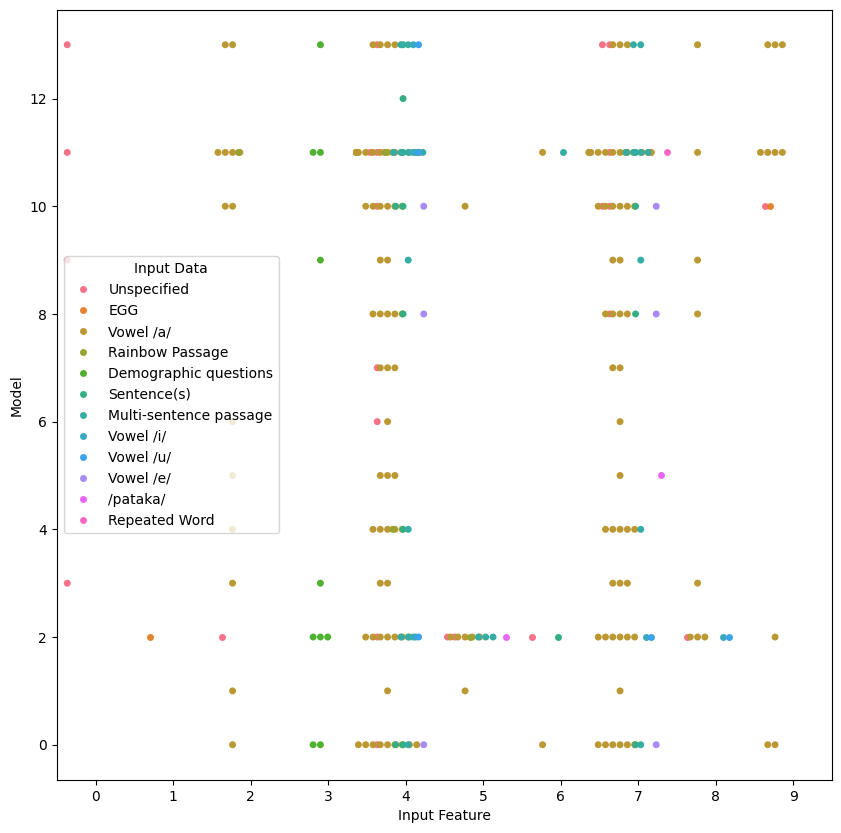 12
10
8
6
4
2
0
Model
Input Data
Unspecified
EGG
Vowel /a/
Rainbow Passage
Demographic questions
Sentence(s)
Multi-sentence passage
Vowel /i/
Vowel /u/
Vowel /e/
/pataka/
Repeated Word
0 1 2 3 4 5 6 7 8 9
Input Feature